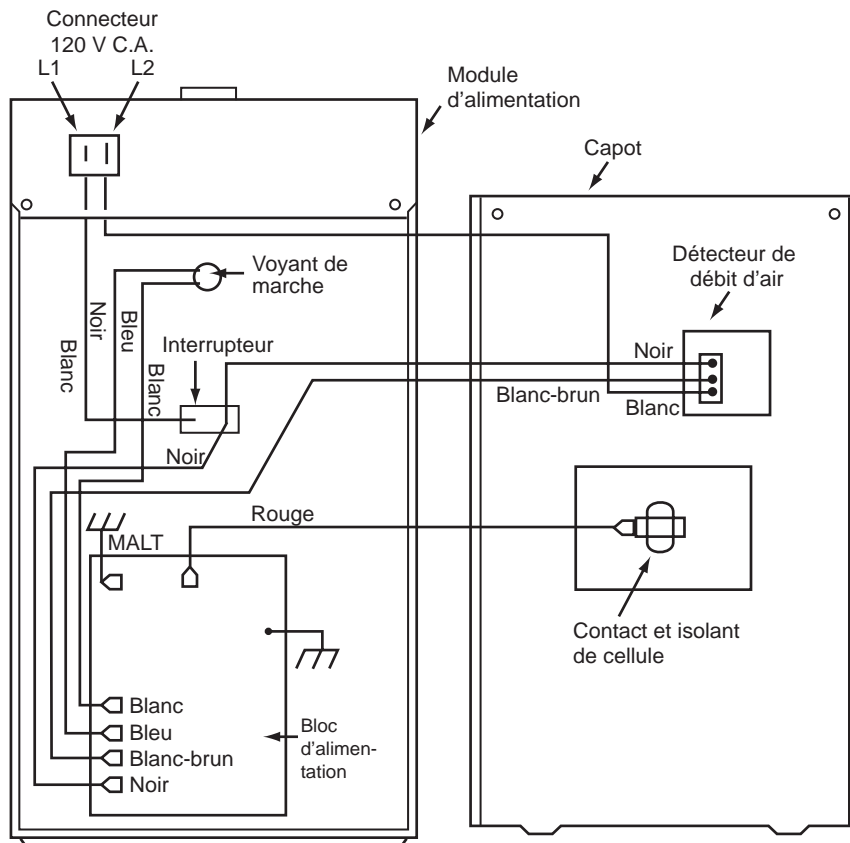 Connecteur
120 V C.A.
L1 L2
Module
d'alimentation
Capot
Voyant de
marche
Détecteur de
débit d'air
Noir
Bleu
Blanc
Blanc
Interrupteur
Noir
Blanc-brun
Blanc
Noir
Rouge
MALT
Contact et isolant
de cellule
Blanc
Bleu
Blanc-brun
Noir
Bloc
d'alimen-
tation